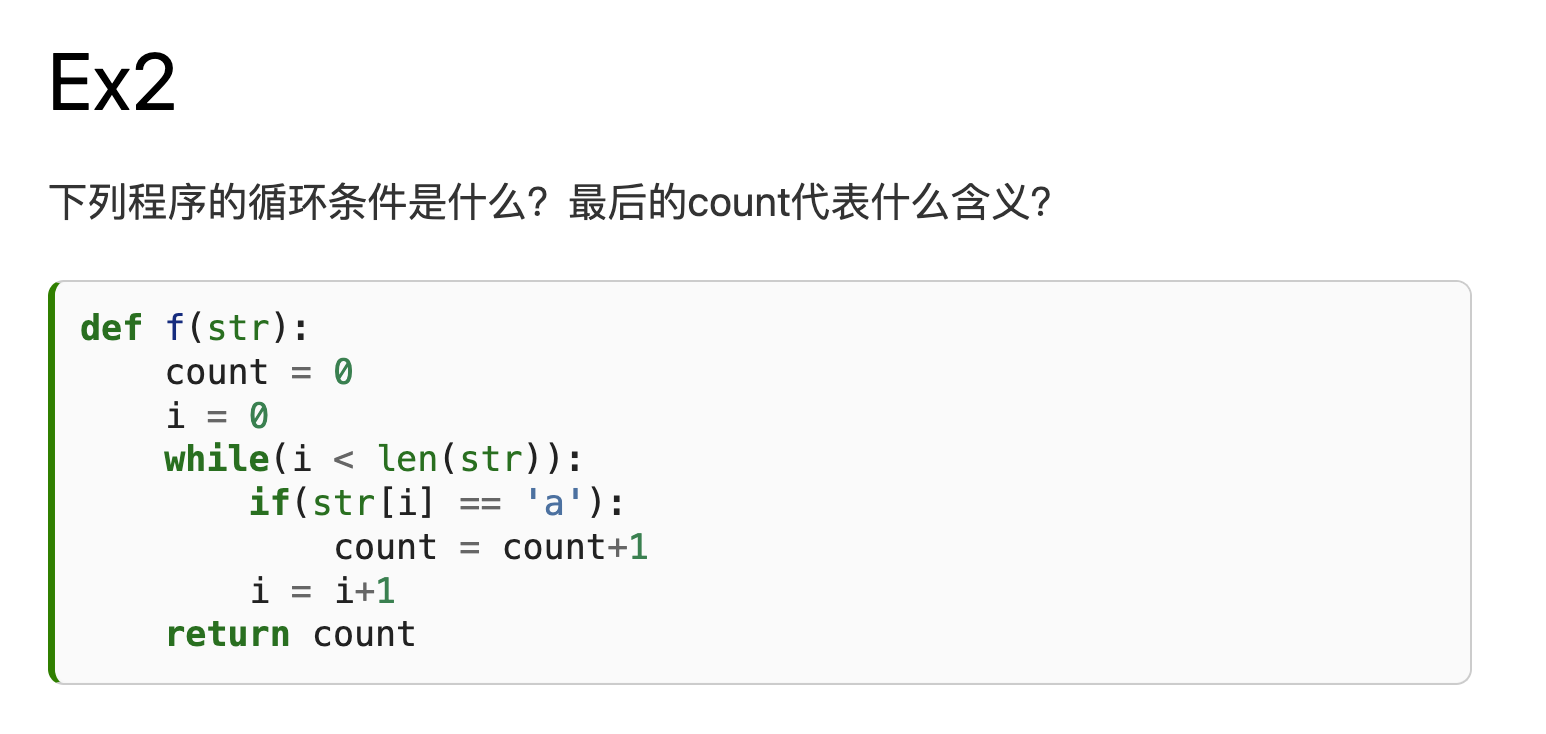 Ex2
下列程序的循环条件是什么？最后的count代表什么含义？
def f(str):
    count = 0
    i = 0
    while(i < len(str)):
        if(str[i] == 'a'):
            count = count+1
        i = i+1
    return count